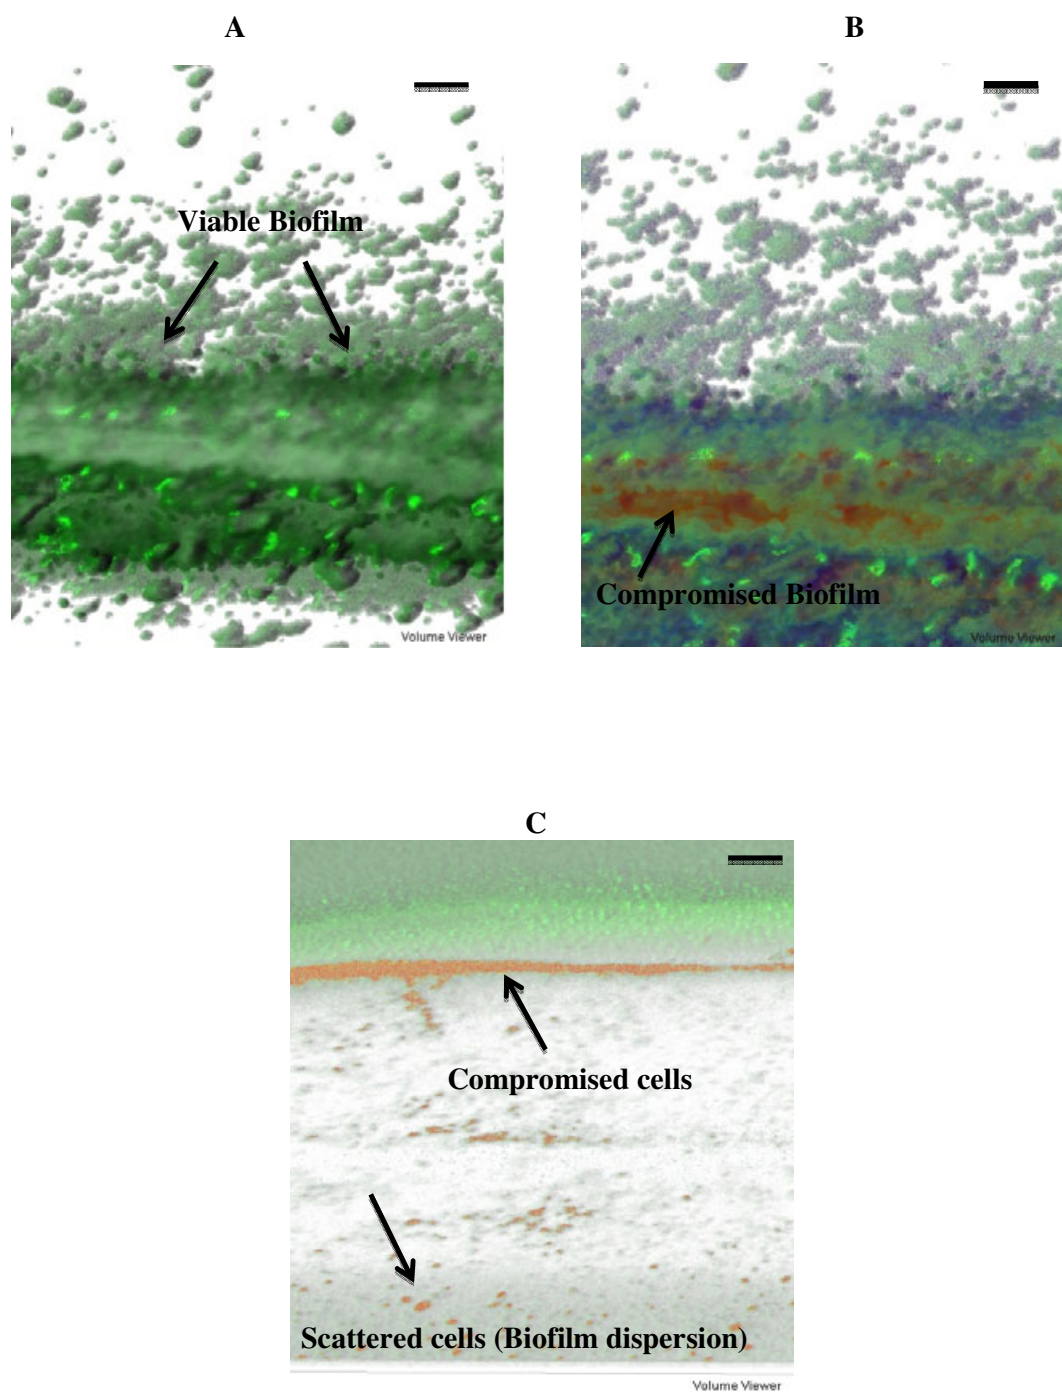 A
B
Viable Biofilm
Compromised Biofilm
Volume Viewer
Volume Viewer
C
Compromised cells
Scattered cells (Biofilm dispersion)
Volume Viewer